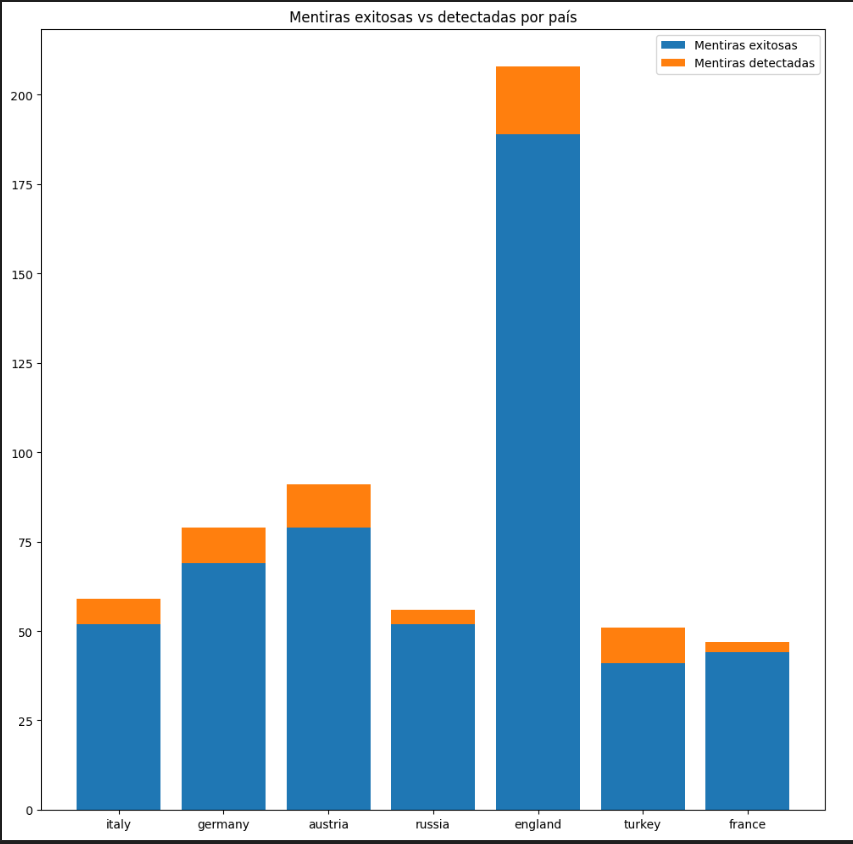 Mentiras exitosas vs detectadas por país
Mentiras exitosas
Mentiras detectadas
200
175
150
125
100
75
50
25
0
italy germany austria russia england turkey france